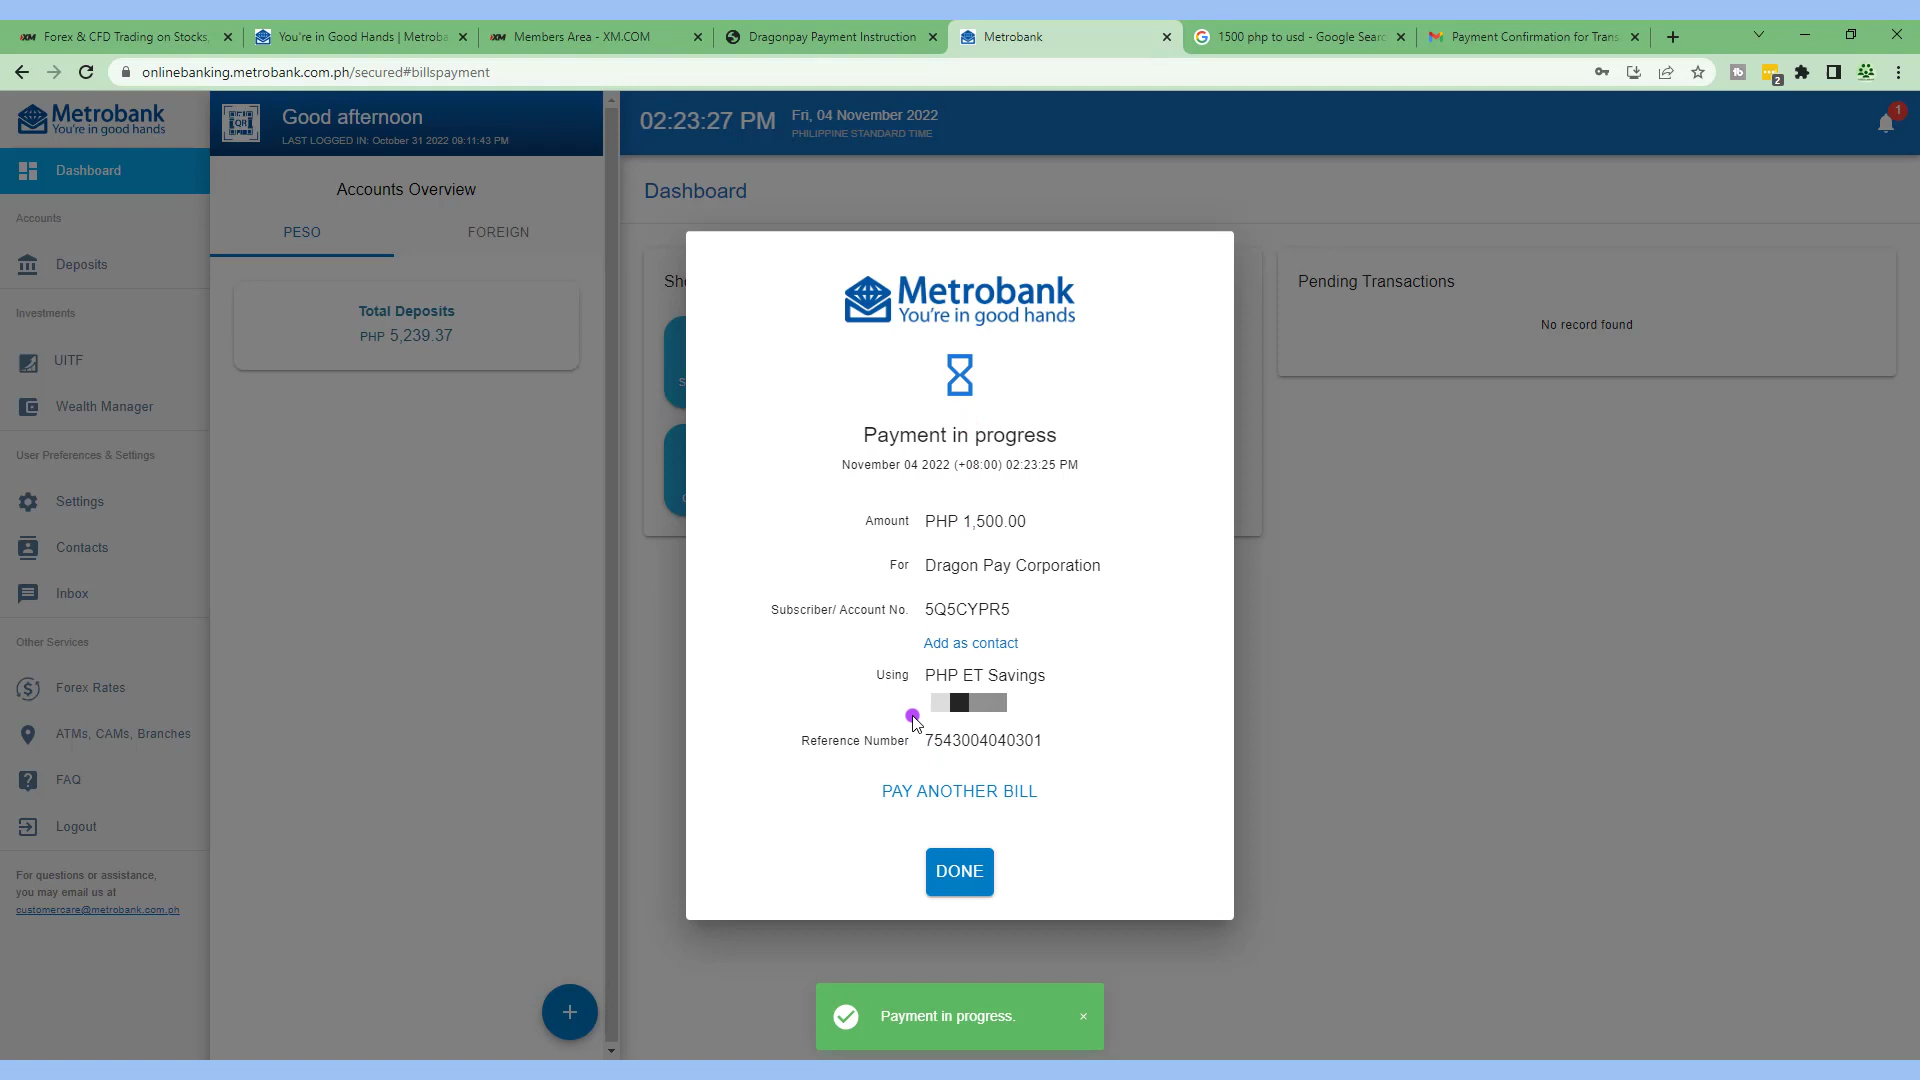 XM Forex & CFD Trading on Stocks,
You're in Good Hands | Metroba
XM Members Area - XM.COM
Dragonpay Payment Instruction
Metrobank
1500 php to usd - Google Searc
Payment Confirmation for Trans
onlinebanking.metrobank.com.ph/secured#billspayment
2
Metrobank
You're in good hands
QR
Good afternoon
LAST LOGGED IN: October 31 2022 09:11:43 PM
02:23:27 PM
Fri, 04 November 2022
PHILIPPINE STANDARD TIME
1
Dashboard
Accounts
Deposits
Investments
UITF
Wealth Manager
User Preferences & Settings
Settings
Contacts
Inbox
Other Services
Forex Rates
ATMs, CAMs, Branches
FAQ
Logout
For questions or assistance,
you may email us at
customercare@metrobank.com.ph
Accounts Overview
PESO
FOREIGN
Total Deposits
PHP 5,239.37
+
Dashboard
Sh
S
Pending Transactions
No record found
Metrobank
You're in good hands
Payment in progress
November 04 2022 (+08:00) 02:23:25 PM
Amount PHP 1,500.00
For Dragon Pay Corporation
Subscriber/ Account No. 5Q5CYPR5
Add as contact
Using PHP ET Savings
Reference Number 7543004040301
PAY ANOTHER BILL
DONE
Payment in progress.
×